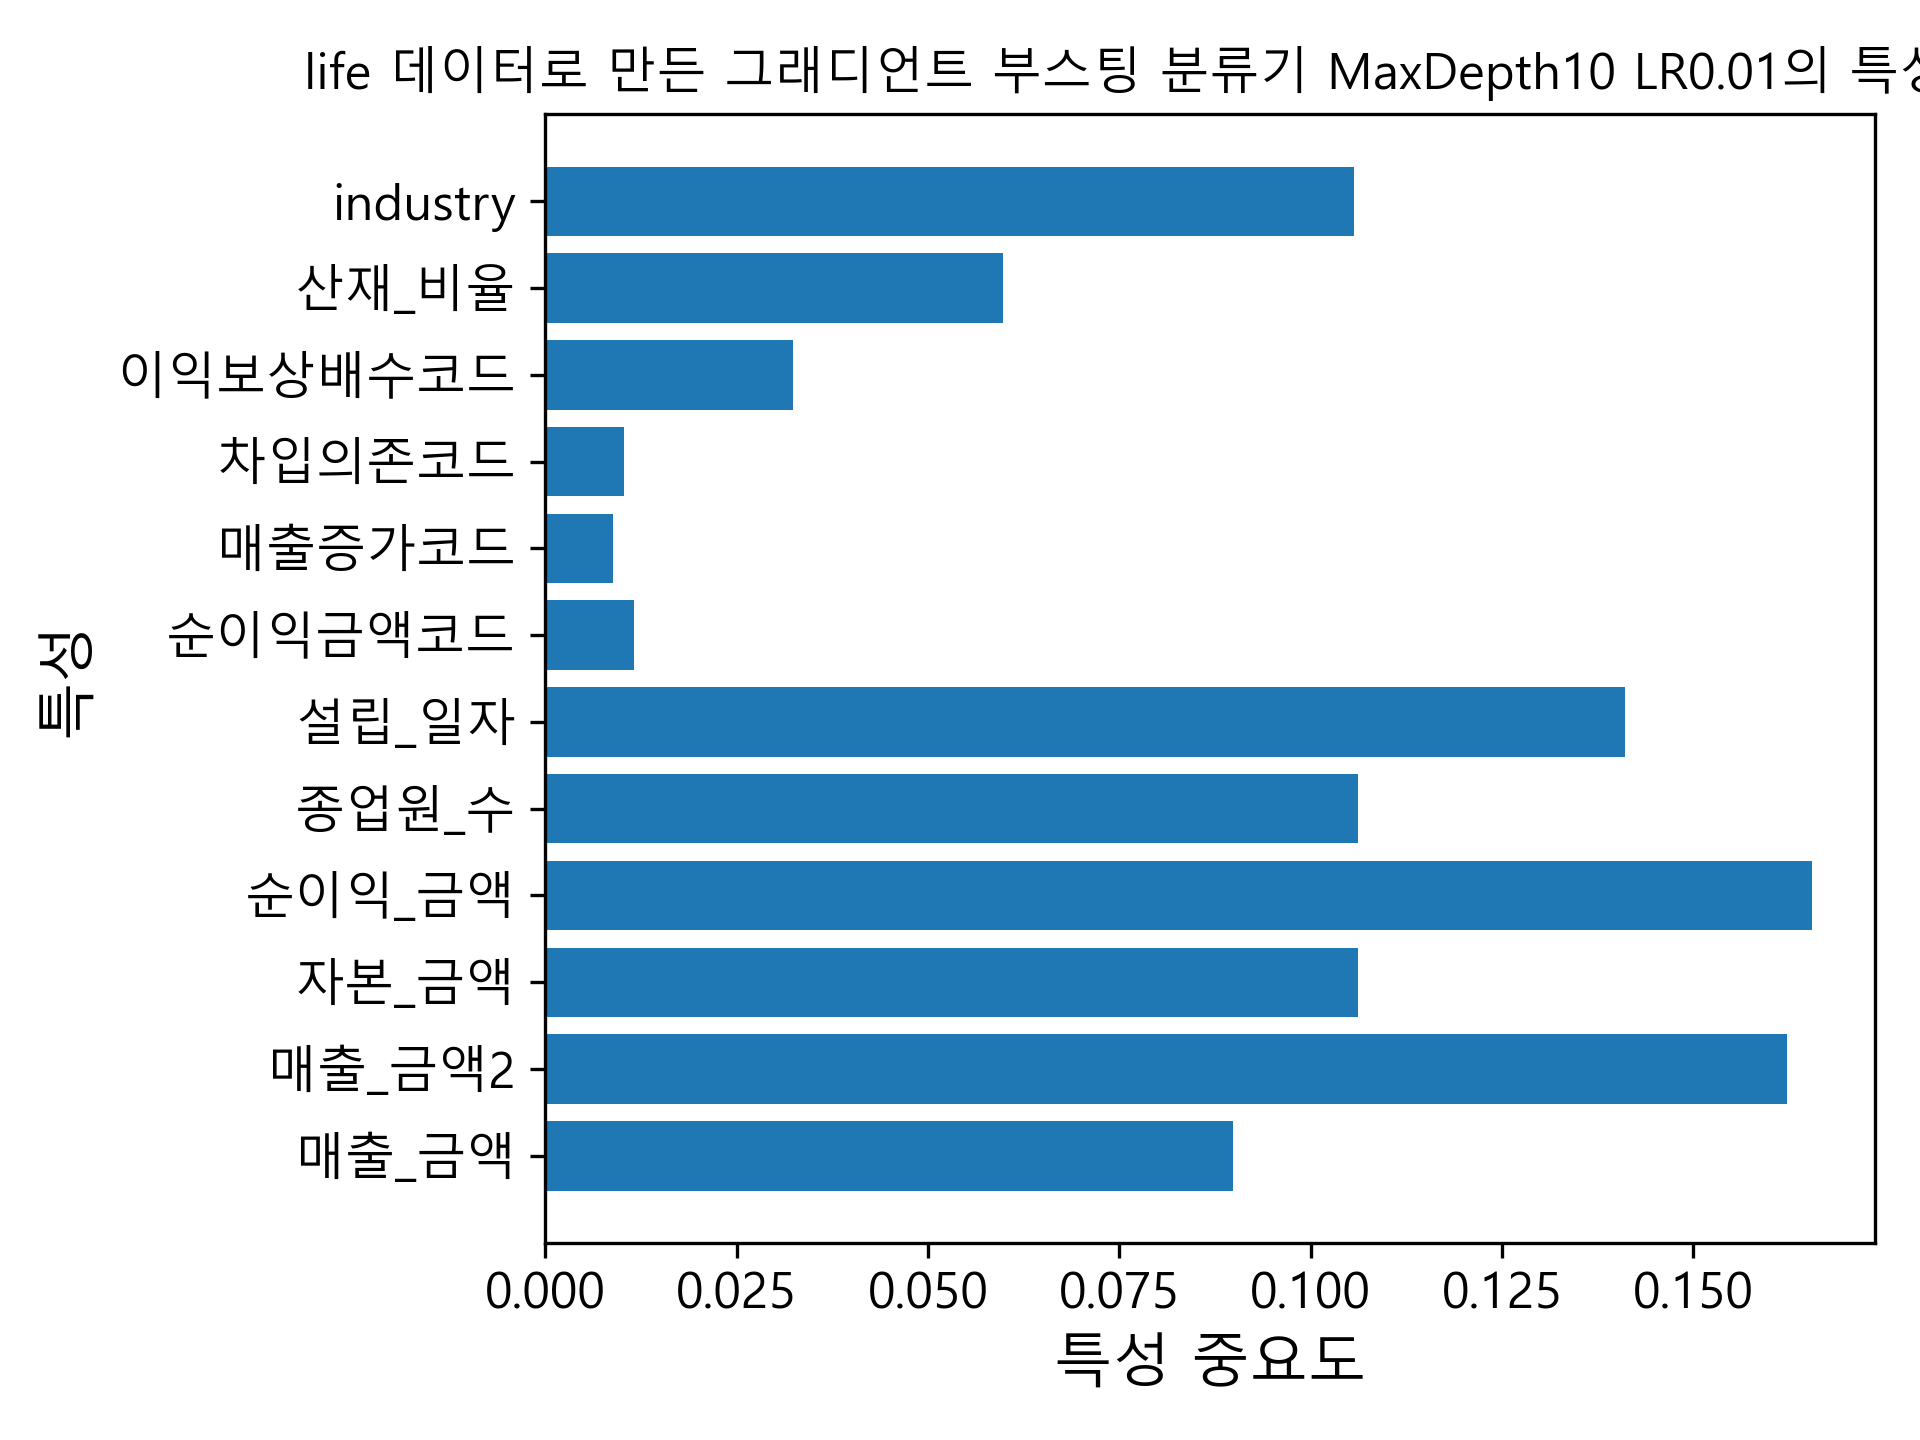 life 데이터로 만든 그래디언트 부스팅 분류기 MaxDepth10 LR0.01의
industry
산재_비율
이익보상배수코드
차입의존코드
매출증가코드
순이익금액코드
설립_일자
종업원_수
순이익_금액
자본_금액
매출_금액2
매출_금액
특성
0.000 0.025 0.050 0.075 0.100 0.125 0.150
특성 중요도